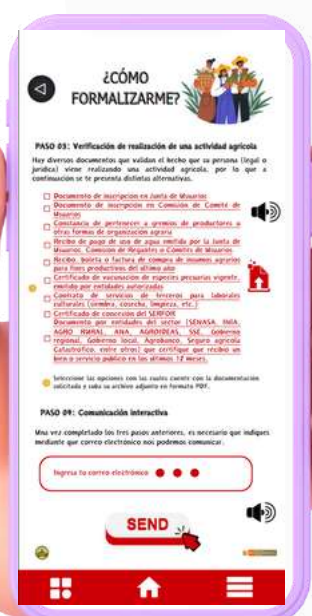 ¿CÓMO
FORMALIZARME?
PASO 03: Verificación de realización de una actividad agrícola
Hay diversos documentos que validan el hecho que su persona (legal o
jurídica) viene realizando una actividad agrícola, por lo que a
continuación se te presenta distintas alternativas.
Documento de inscripcion en Junta de Usuarios
Documento de inscripción en Comisión de Comité de
Usuarios
Constancia de pertenecer a gremios de productores u
otras formas de organización agraria
Recibo de pago de uso de agua emitida por la Junta de
Usuarios, Comisión de Regantes o Comités de Usuarios
Recibo, boleta o factura de compra de insumos agrarios
para fines productivos del último año
Certificado de vacunación de especies pecuarias vigente,
emitido por entidades autorizadas
Contrato de servicios de terceros para laborales
culturales (siembra, cosecha, limpieza, etc.)
Certificado de concesión del SERFOR
Documento por entidades del sector (SENASA, INIA,
AGRO RURAL, ANA, AGROIDEAS, SSE, Gobierno
regional, Gobierno local, Agrobanco, Seguro agrícola
Catastrófico, entre otros) que certifique que recibio un
bien o servicio público en los últimos 12 meses.
Seleccionar las opciones con las cuales cuente con la documentación
solicitada y suba su archivo adjunto en formato PDF.
PASO 04: Comunicación interactiva
Una vez completado los tres pasos anteriores, es necesario que indiques
mediante que correo electrónico nos podemos comunicar.
Ingresa tu correo electrónico
SEND